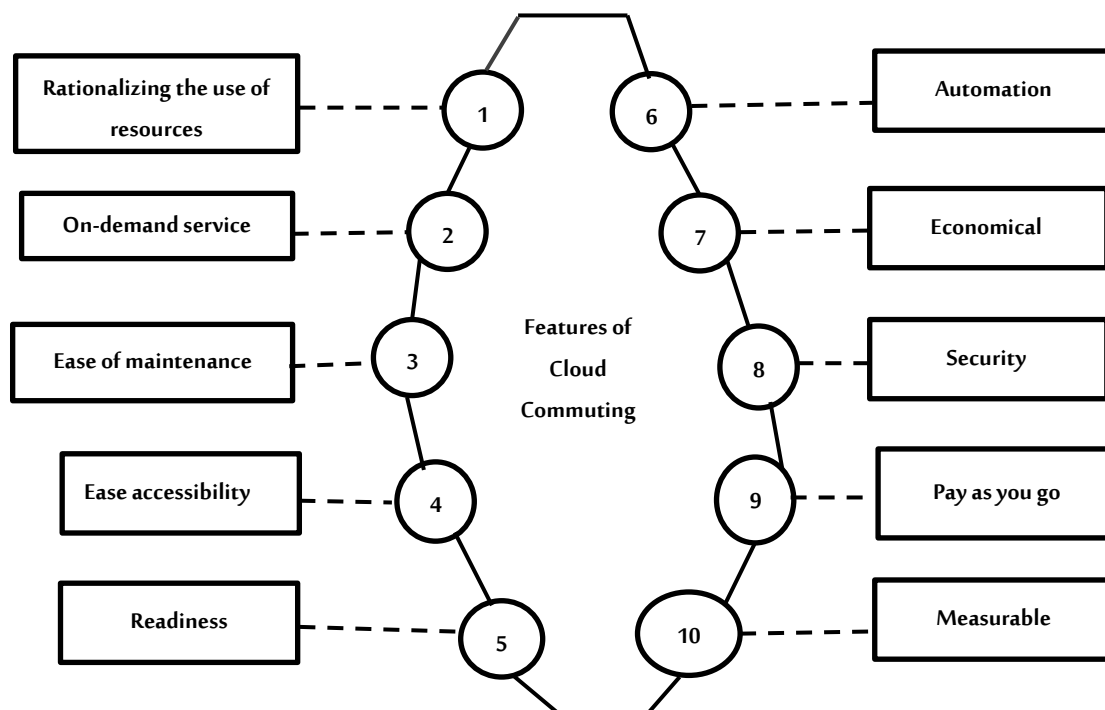 Rationalizing the use of
resources
1
On-demand service
2
Ease of maintenance
3
Ease accessibility
4
Readiness
5
Features of
Cloud
Commuting
6
Automation
7
Economical
8
Security
9
Pay as you go
10
Measurable